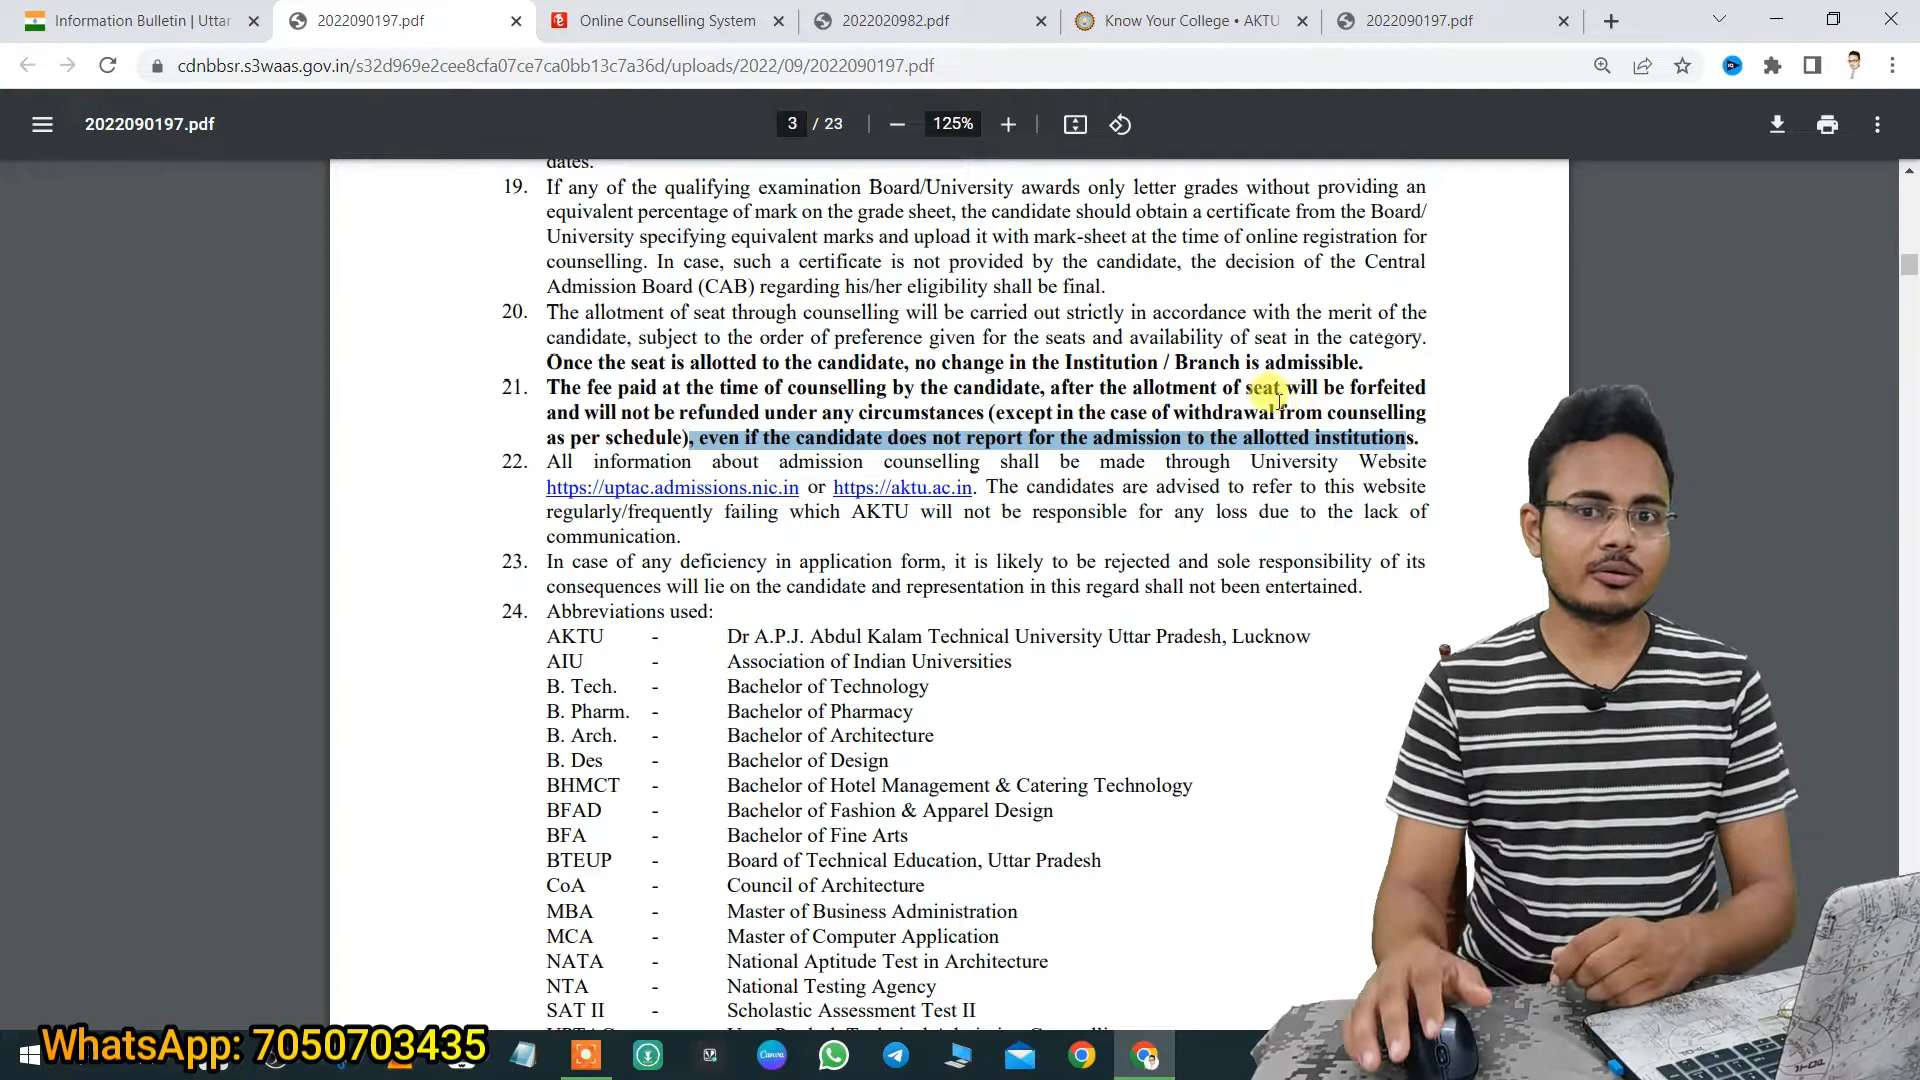 Information Bulletin | Uttar
2022090197.pdf
Online Counselling System
2022020982.pdf
Know Your College • AKTU
2022090197.pdf
cdnbbsr.s3waas.gov.in/s32d969e2cee8cfa07ce7ca0bb13c7a36d/uploads/2022/09/2022090197.pdf
2022090197.pdf
3 / 23
125%
dates.
19. If any of the qualifying examination Board/University awards only letter grades without providing an
equivalent percentage of mark on the grade sheet, the candidate should obtain a certificate from the Board/
University specifying equivalent marks and upload it with mark-sheet at the time of online registration for
counselling. In case, such a certificate is not provided by the candidate, the decision of the Central
Admission Board (CAB) regarding his/her eligibility shall be final.
20. The allotment of seat through counselling will be carried out strictly in accordance with the merit of the
candidate, subject to the order of preference given for the seats and availability of seat in the category.
Once the seat is allotted to the candidate, no change in the Institution / Branch is admissible.
21. The fee paid at the time of counselling by the candidate, after the allotment of seat will be forfeited
and will not be refunded under any circumstances (except in the case of withdrawal from counselling
as per schedule), even if the candidate does not report for the admission to the allotted institutions.
22. All information about admission counselling shall be made through University Website
https://uptac.admissions.nic.in or https://aktu.ac.in. The candidates are advised to refer to this website
regularly/frequently failing which AKTU will not be responsible for any loss due to the lack of
communication.
23. In case of any deficiency in application form, it is likely to be rejected and sole responsibility of its
consequences will lie on the candidate and representation in this regard shall not been entertained.
24. Abbreviations used:
AKTU - Dr A.P.J. Abdul Kalam Technical University Uttar Pradesh, Lucknow
AIU - Association of Indian Universities
B. Tech. - Bachelor of Technology
B. Pharm. - Bachelor of Pharmacy
B. Arch. - Bachelor of Architecture
B. Des - Bachelor of Design
BHMCT - Bachelor of Hotel Management & Catering Technology
BFAD - Bachelor of Fashion & Apparel Design
BFA - Bachelor of Fine Arts
BTEUP - Board of Technical Education, Uttar Pradesh
CoA - Council of Architecture
MBA - Master of Business Administration
MCA - Master of Computer Application
NATA - National Aptitude Test in Architecture
NTA - National Testing Agency
SAT II - Scholastic Assessment Test II
WhatsApp: 7050703435